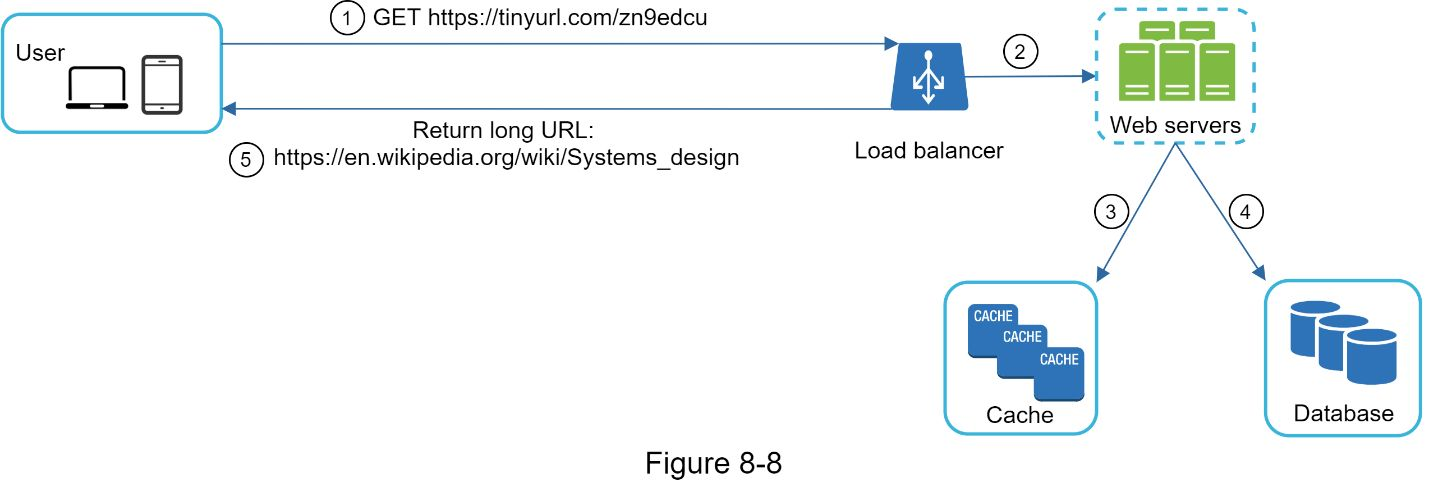 1 GET https://tinyurl.com/zn9edcu
User
2
Web servers
Return long URL:
5 https://en.wikipedia.org/wiki/Systems_design
Load balancer
3
4
CACHE
CACHE
CACHE
Cache
Database
Figure 8-8